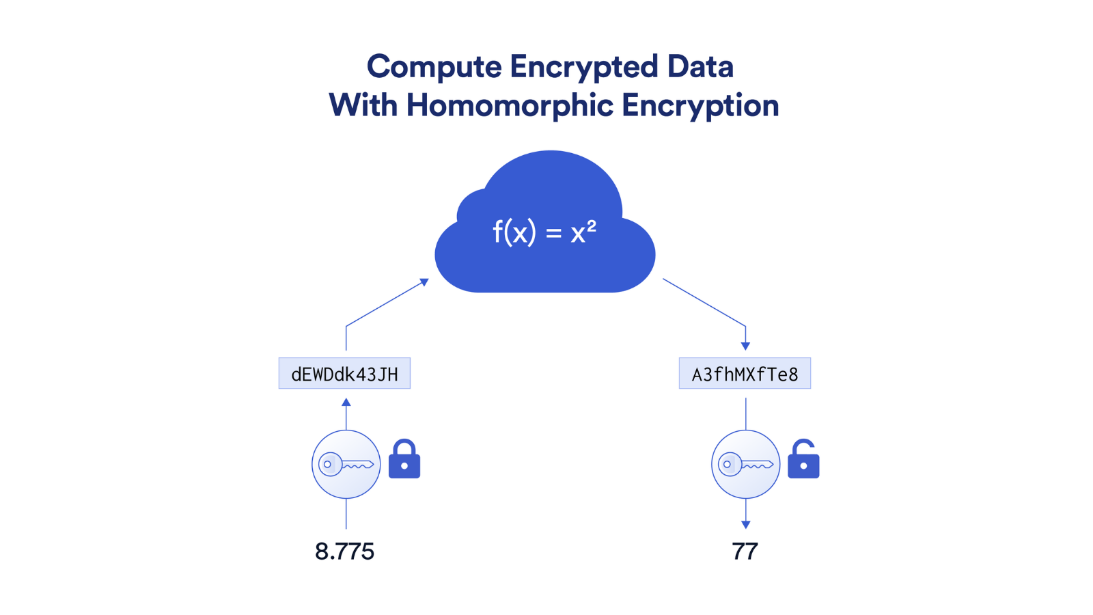 Compute Encrypted Data
With Homomorphic Encryption
f(x) = x²
dEWDdk43JH
A3fhMXfTe8
8.775
77